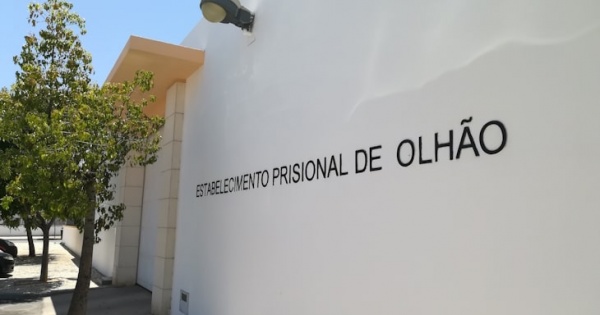 ESTABELECIMENTO PRISIONAL DE OLHÃO